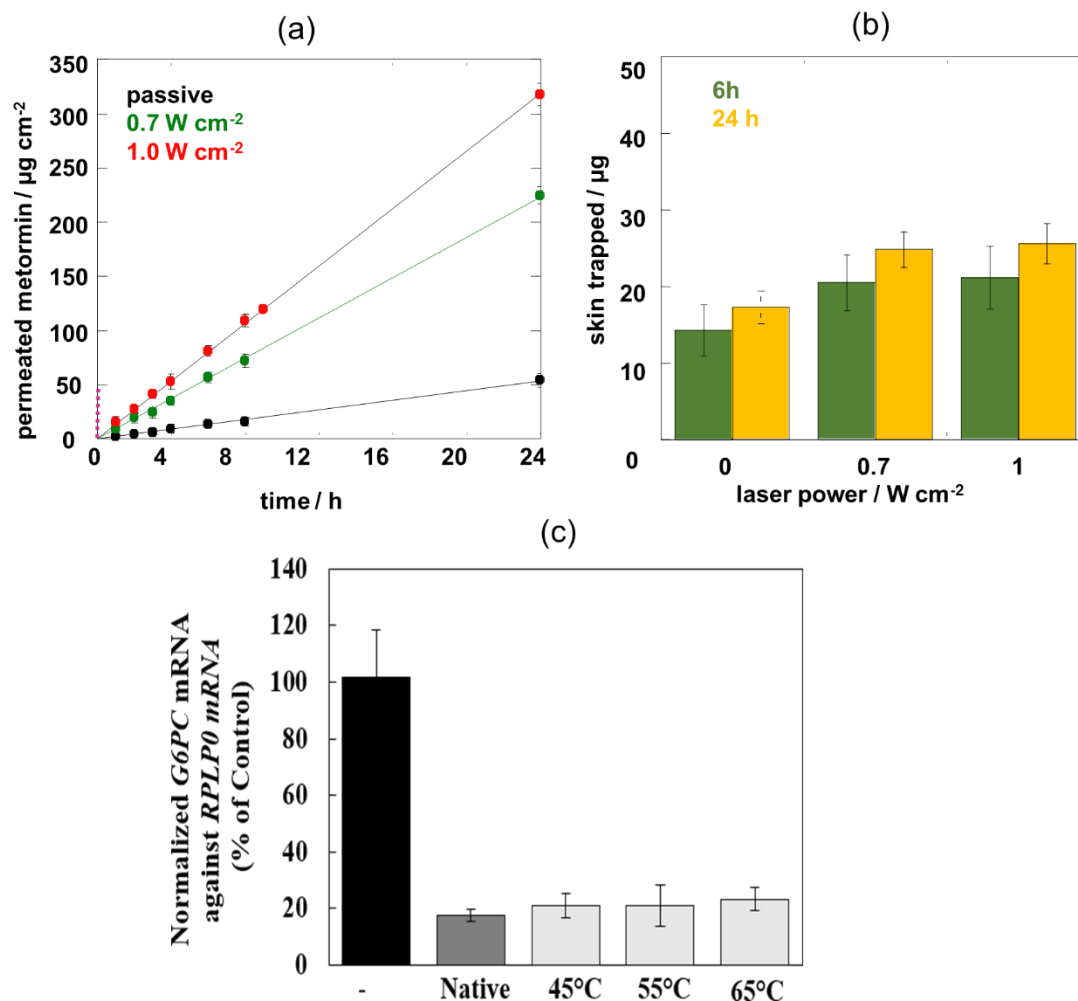 (a)
permeated metormin / µg cm-2
350
300
250
200
150
100
50
0
passive
0.7 W cm-2
1.0 W cm-2
0 4 8 12 16 20 24
time / h
(b)
skin trapped / µg
50
30
20
10
0
6h
24 h
0 0.7 1
laser power / W cm-2
(c)
Normalized G6PC mRNA
against RPLP0 mRNA
(% of Control)
140
120
100
80
60
40
20
0
- Native 45°C 55°C 65°C